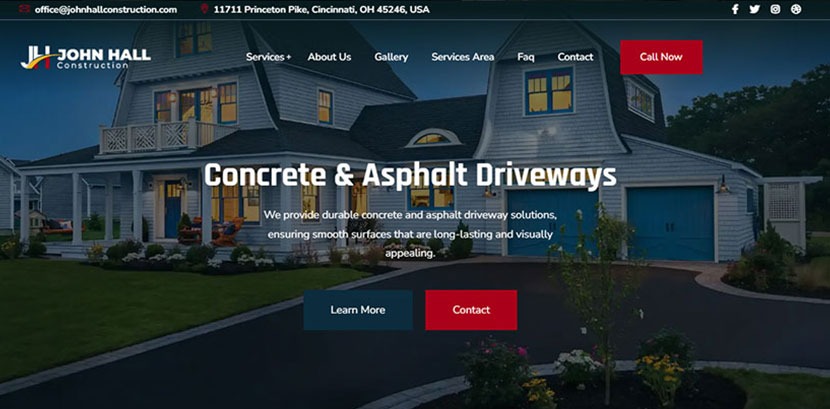 office@johnhallconstruction.com 11711 Princeton Pike, Cincinnati, OH 45246, USA
JH JOHN HALL
Construction
Services + About Us Gallery Services Area Faq Contact Call Now
Concrete & Asphalt Driveways
We provide durable concrete and asphalt driveway solutions,
ensuring smooth surfaces that are long-lasting and visually
appealing.
Learn More Contact